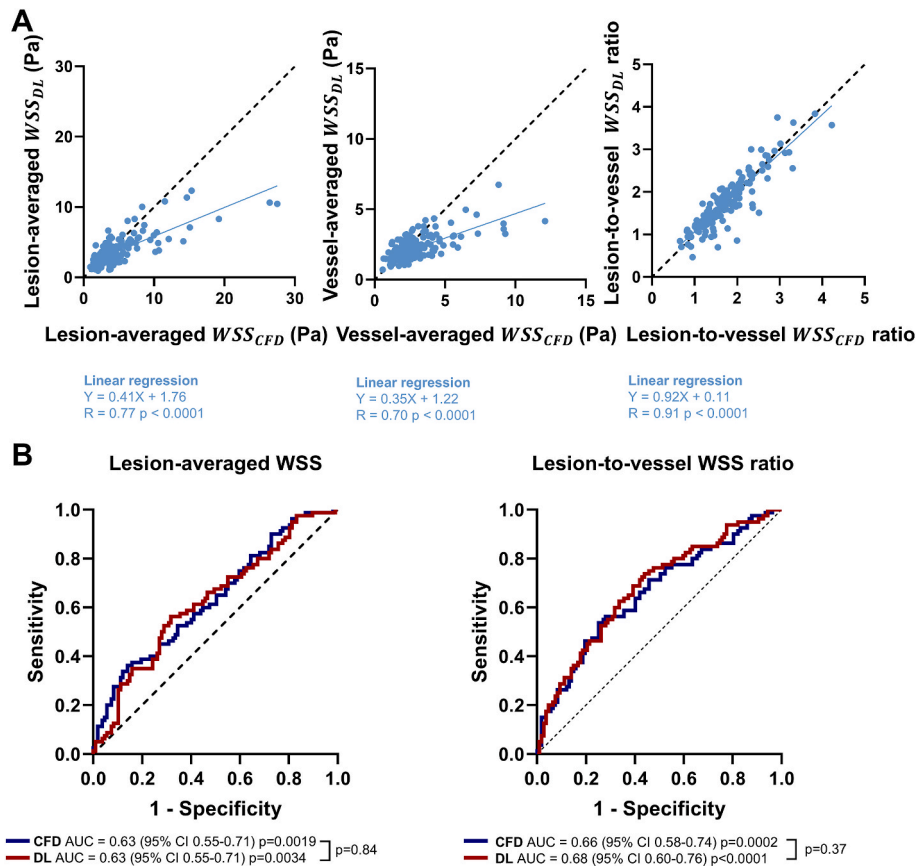 A
Lesion-averaged WSS_DL (Pa)
30
20
10
0
0
10
20
30
Lesion-averaged WSS_CFD (Pa)
Vessel-averaged WSS_DL (Pa)
15
10
5
0
0
5
10
15
Vessel-averaged WSS_CFD (Pa)
Lesion-to-vessel WSS_DL ratio
5
4
3
2
1
0
0
1
2
3
4
5
Lesion-to-vessel WSS_CFD ratio
Linear regression
Y = 0.41X + 1.76
R = 0.77 p < 0.0001
Linear regression
Y = 0.35X + 1.22
R = 0.70 p < 0.0001
Linear regression
Y = 0.92X + 0.11
R = 0.91 p < 0.0001
B
Lesion-averaged WSS
Sensitivity
1.0
0.8
0.6
0.4
0.2
0.0
0.0
0.2
0.4
0.6
0.8
1.0
1 - Specificity
CFD AUC = 0.63 (95% CI 0.55-0.71) p=0.0019
DL AUC = 0.63 (95% CI 0.55-0.71) p=0.0034
p=0.84
Lesion-to-vessel WSS ratio
Sensitivity
1.0
0.8
0.6
0.4
0.2
0.0
0.0
0.2
0.4
0.6
0.8
1.0
1 - Specificity
CFD AUC = 0.66 (95% CI 0.58-0.74) p=0.0002
DL AUC = 0.68 (95% CI 0.60-0.76) p<0.0001
p=0.37